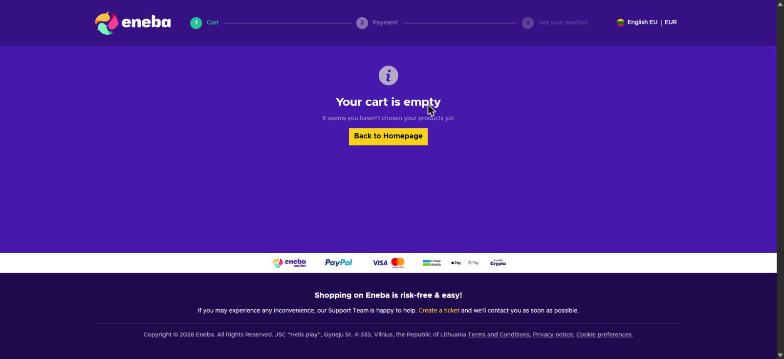 eneba
1 Cart
2 Payment
3 Get your product
English EU | EUR
Your cart is empty
It seems you haven't chosen your products yet
Back to Homepage
eneba
PayPal
VISA
Pay
G Pay
Crypto
Shopping on Eneba is risk-free & easy!
If you may experience any inconvenience, our Support Team is happy to help. Create a ticket and we'll contact you as soon as possible.
Copyright © 2026 Eneba. All Rights Reserved. JSC "Helis play", Gyneju St. 4-333, Vilnius, the Republic of Lithuania Terms and Conditions, Privacy notice, Cookie preferences.